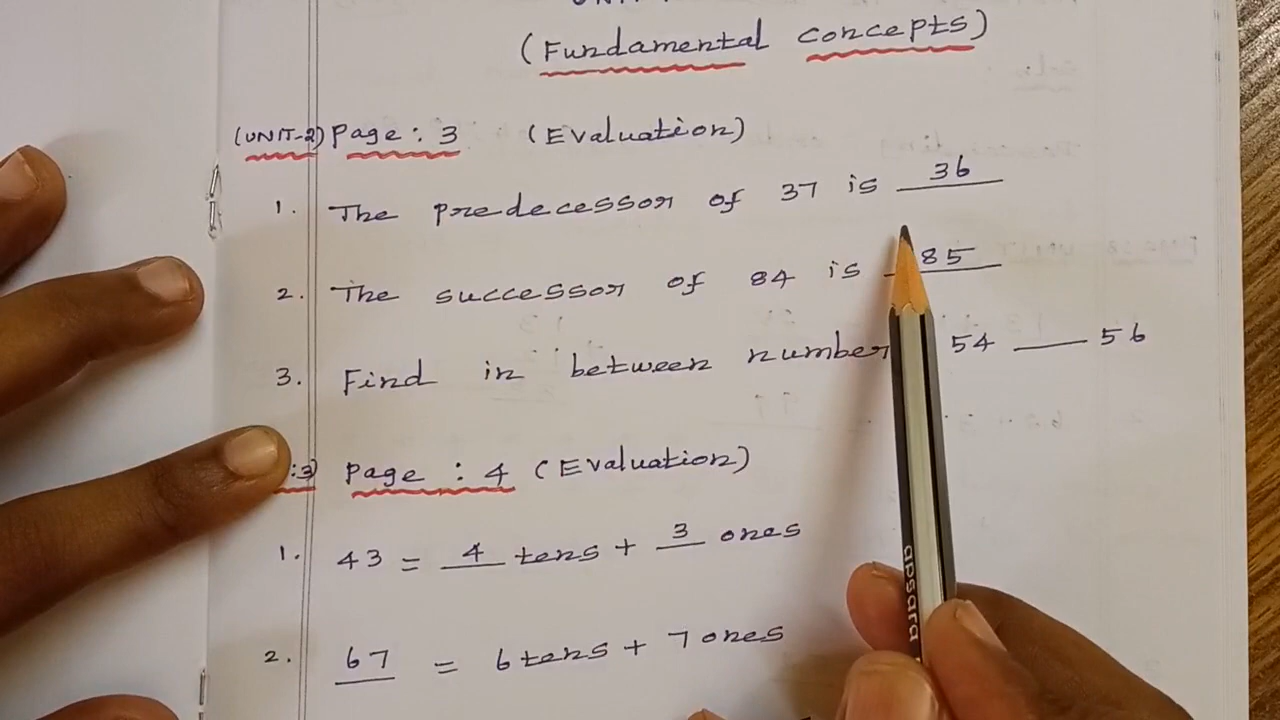 (Fundamental concepts)
(UNIT-2) Page : 3 (Evaluation)
1. The predecessor of 37 is 36
2. The successor of 84 is 85
3. Find in between number 54 ___ 56
:3) Page : 4 (Evaluation)
1. 43 = 4 tens + 3 ones
2. 67 = 6 tens + 7 ones
apsara